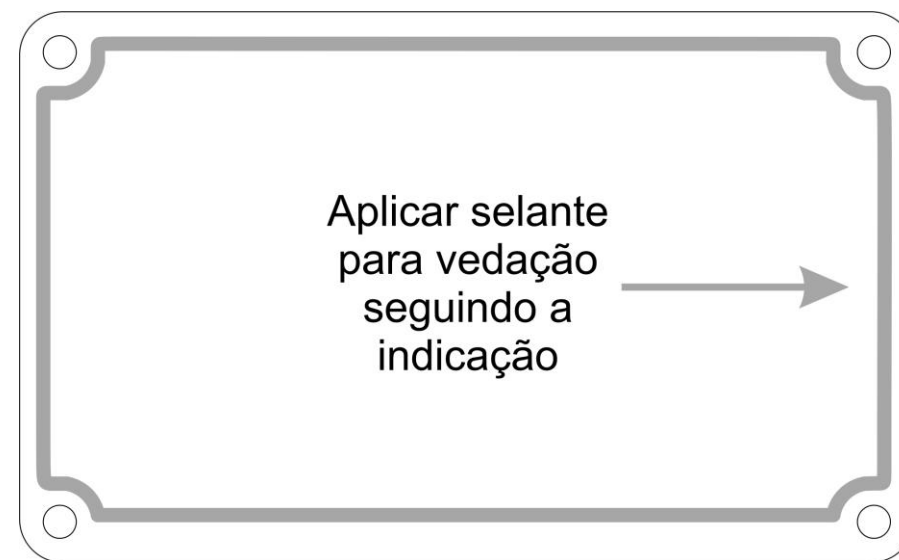 Aplicar selante
para vedação
seguindo a
indicação